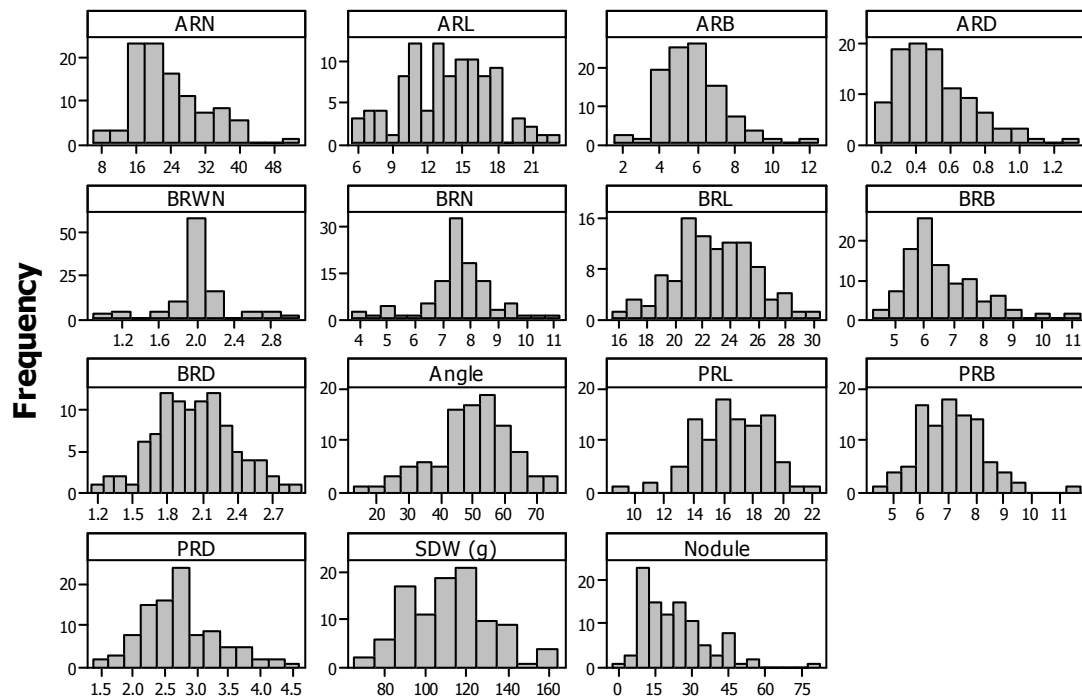 Frequency
ARN ARL ARB ARD
20 10 0
10 5 0
20 10 0
20 10 0
8 16 24 32 40 48
6 9 12 15 18 21
2 4 6 8 10 12
0.2 0.4 0.6 0.8 1.0 1.2
BRWN BRN BRL BRB
50 25 0
30 15 0
16 8 0
20 10 0
1.2 1.6 2.0 2.4 2.8
4 5 6 7 8 9 10 11
16 18 20 22 24 26 28 30
5 6 7 8 9 10 11
BRD Angle PRL PRB
10 5 0
20 10 0
20 10 0
20 10 0
1.2 1.5 1.8 2.1 2.4 2.7
20 30 40 50 60 70
10 12 14 16 18 20 22
5 6 7 8 9 10 11
PRD SDW (g) Nodule
20 10 0
20 10 0
20 10 0
1.5 2.0 2.5 3.0 3.5 4.0 4.5
80 100 120 140 160
0 15 30 45 60 75